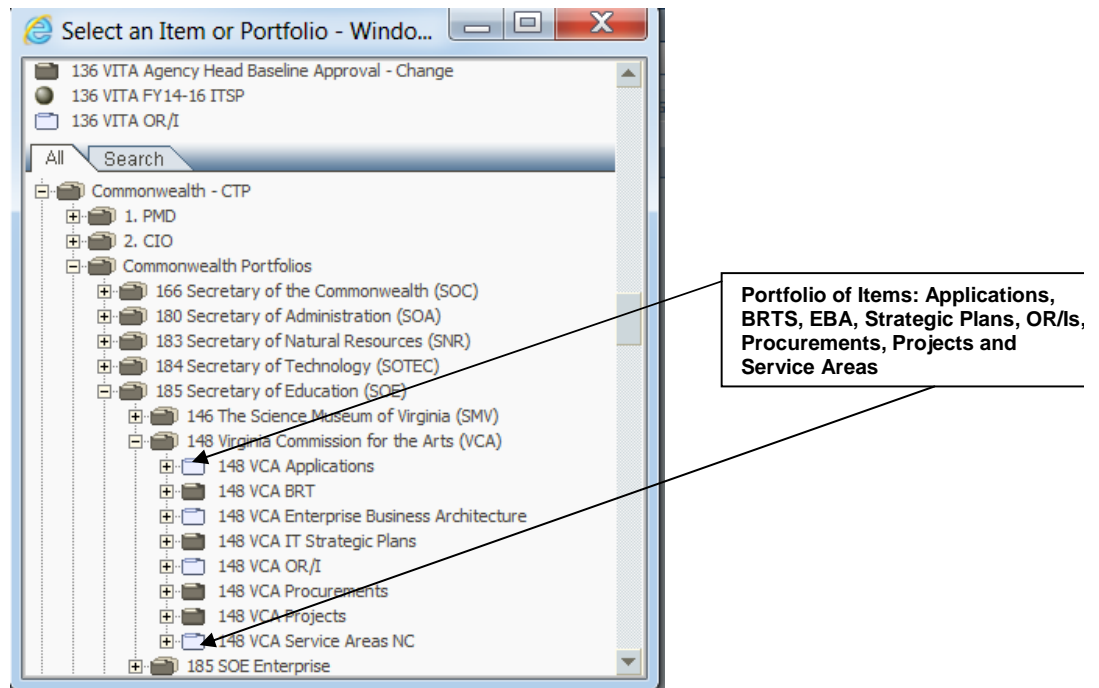 Select an Item or Portfolio - Windo...
136 VITA Agency Head Baseline Approval - Change
136 VITA FY14-16 ITSP
136 VITA OR/I
All Search
Commonwealth - CTP
1. PMD
2. CIO
Commonwealth Portfolios
166 Secretary of the Commonwealth (SOC)
180 Secretary of Administration (SOA)
183 Secretary of Natural Resources (SNR)
184 Secretary of Technology (SOTEC)
185 Secretary of Education (SOE)
146 The Science Museum of Virginia (SMV)
148 Virginia Commission for the Arts (VCA)
148 VCA Applications
148 VCA BRT
148 VCA Enterprise Business Architecture
148 VCA IT Strategic Plans
148 VCA OR/I
148 VCA Procurements
148 VCA Projects
148 VCA Service Areas NC
185 SOE Enterprise
Portfolio of Items: Applications,
BRTS, EBA, Strategic Plans, OR/Is,
Procurements, Projects and
Service Areas